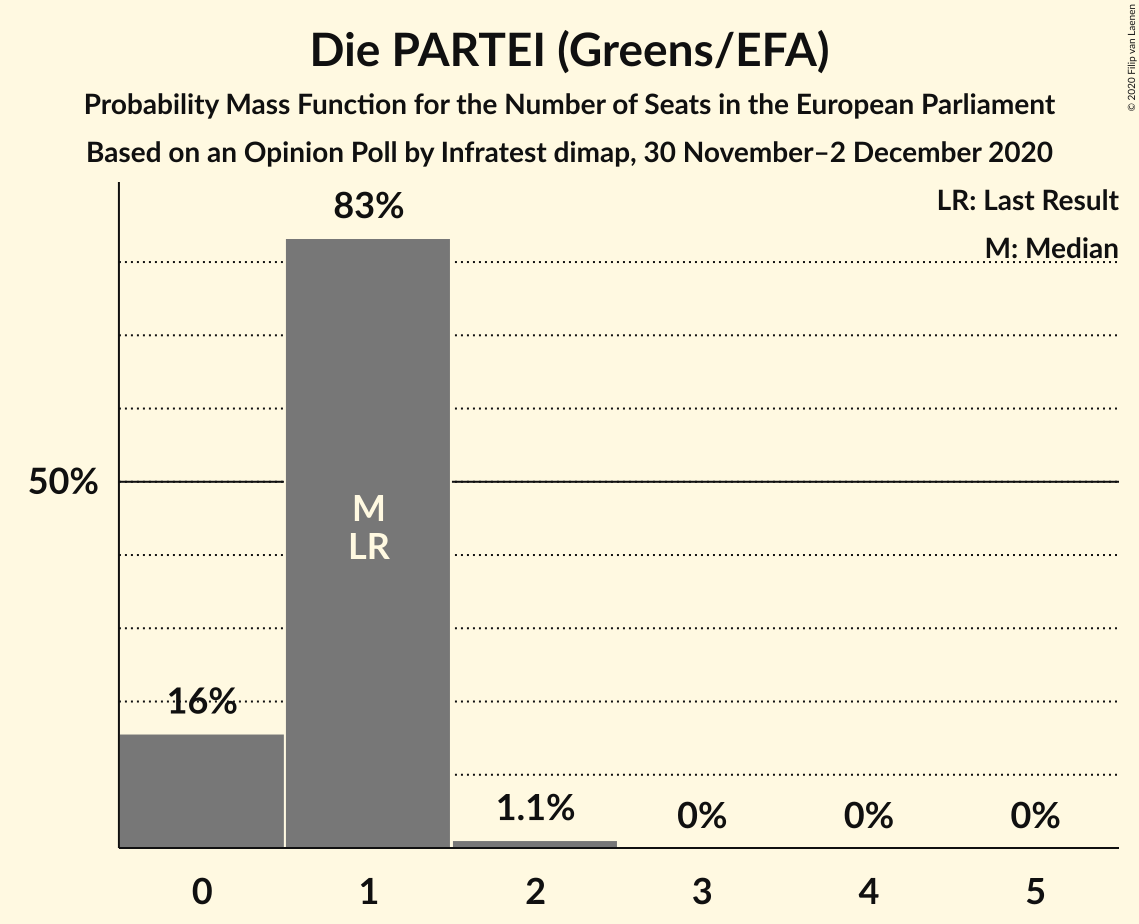 Die PARTEI (Greens/EFA)
Probability Mass Function for the Number of Seats in the European Parliament
Based on an Opinion Poll by Infratest dimap, 30 November–2 December 2020
© 2020 Filip van Laenen
LR: Last Result
M: Median
83%
50%
M
LR
16%
1.1%
0%
0%
0%
0
1
2
3
4
5